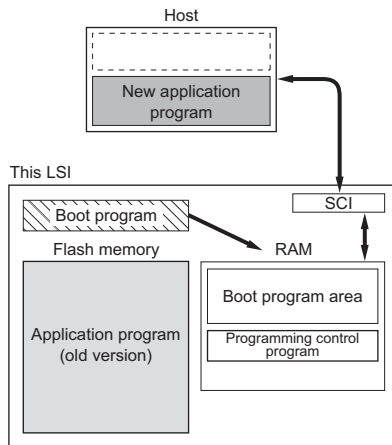 Host
New application
program
This LSI
SCI
Boot program
Flash memory
RAM
Application program
(old version)
Boot program area
Programming control
program